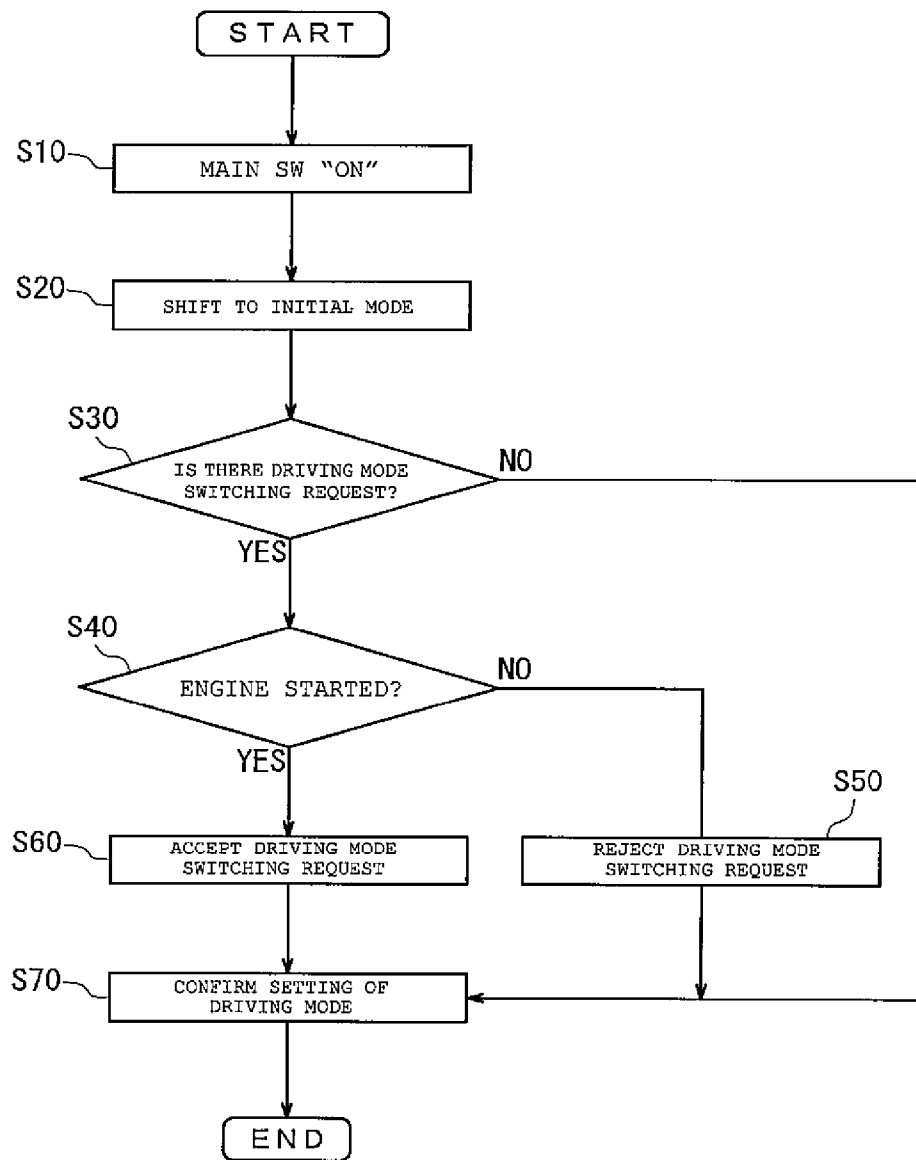 START
S10
MAIN SW “ON”
S20
SHIFT TO INITIAL MODE
S30
IS THERE DRIVING MODE
SWITCHING REQUEST?
NO
YES
S40
ENGINE STARTED?
NO
YES
S50
S60
ACCEPT DRIVING MODE
SWITCHING REQUEST
REJECT DRIVING MODE
SWITCHING REQUEST
S70
CONFIRM SETTING OF
DRIVING MODE
END